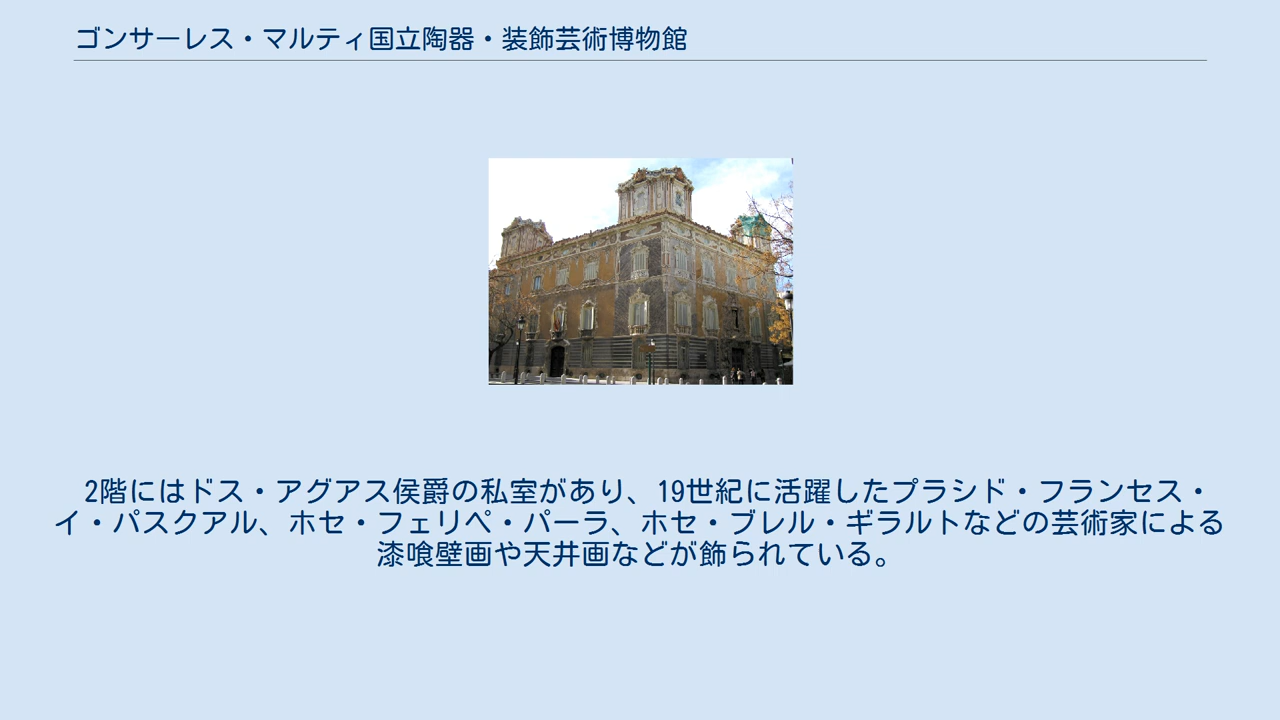 ゴンサーレス・マルティ国立陶器・装飾芸術博物館
2階にはドス・アグアス侯爵の私室があり、19世紀に活躍したプラシド・フランセス・
イ・パスクアル、ホセ・フェリペ・パーラ、ホセ・ブレル・ギラルトなどの芸術家による
漆喰壁画や天井画などが飾られている。